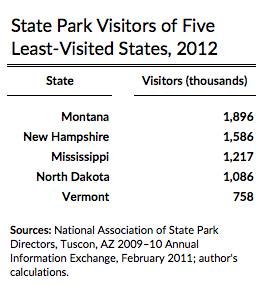 State Park Visitors of Five
Least-Visited States, 2012
State Visitors (thousands)
Montana 1,896
New Hampshire 1,586
Mississippi 1,217
North Dakota 1,086
Vermont 758
Sources: National Association of State Park
Directors, Tuscon, AZ 2009–10 Annual
Information Exchange, February 2011; author's
calculations.